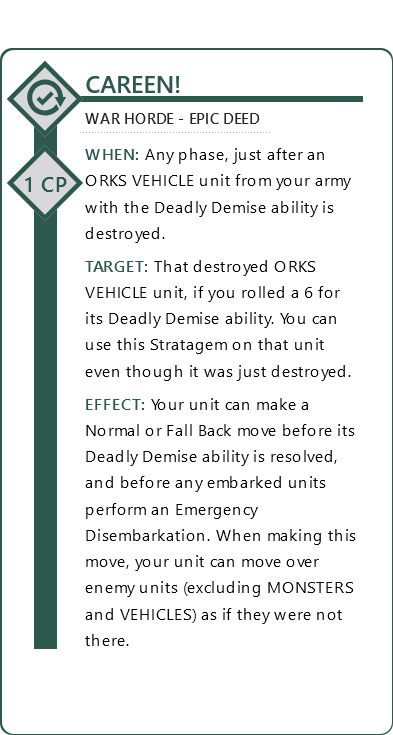 CAREEN!
WAR HORDE - EPIC DEED
WHEN: Any phase, just after an
1 CP
ORKS VEHICLE unit from your army
with the Deadly Demise ability is
destroyed.
TARGET: That destroyed ORKS
VEHICLE unit, if you rolled a 6 for
its Deadly Demise ability. You can
use this Stratagem on that unit
even though it was just destroyed.
EFFECT: Your unit can make a
Normal or Fall Back move before its
Deadly Demise ability is resolved,
and before any embarked units
perform an Emergency
Disembarkation. When making this
move, your unit can move over
enemy units (excluding MONSTERS
and VEHICLES) as if they were not
there.